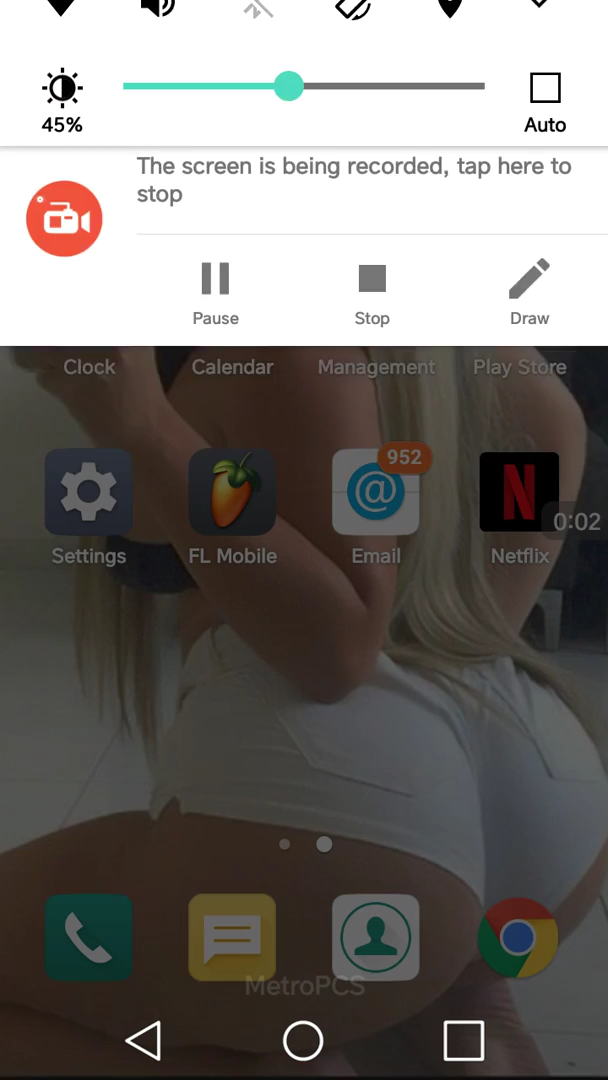 45%
Auto
The screen is being recorded, tap here to
stop
Pause Stop Draw
Clock Calendar Management Play Store
952
@
N
0:02
Settings FL Mobile Email Netflix
MetroPCS